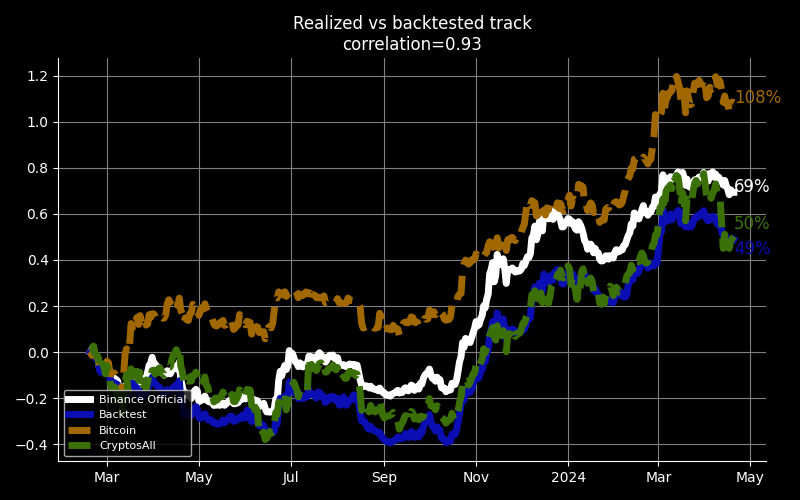 Realized vs backtested track
correlation=0.93
1.2
1.0
0.8
0.6
0.4
0.2
0.0
−0.2
−0.4
108%
69%
50%
49%
Binance Official
Backtest
Bitcoin
CryptosAll
Mar May Jul Sep Nov 2024 Mar May